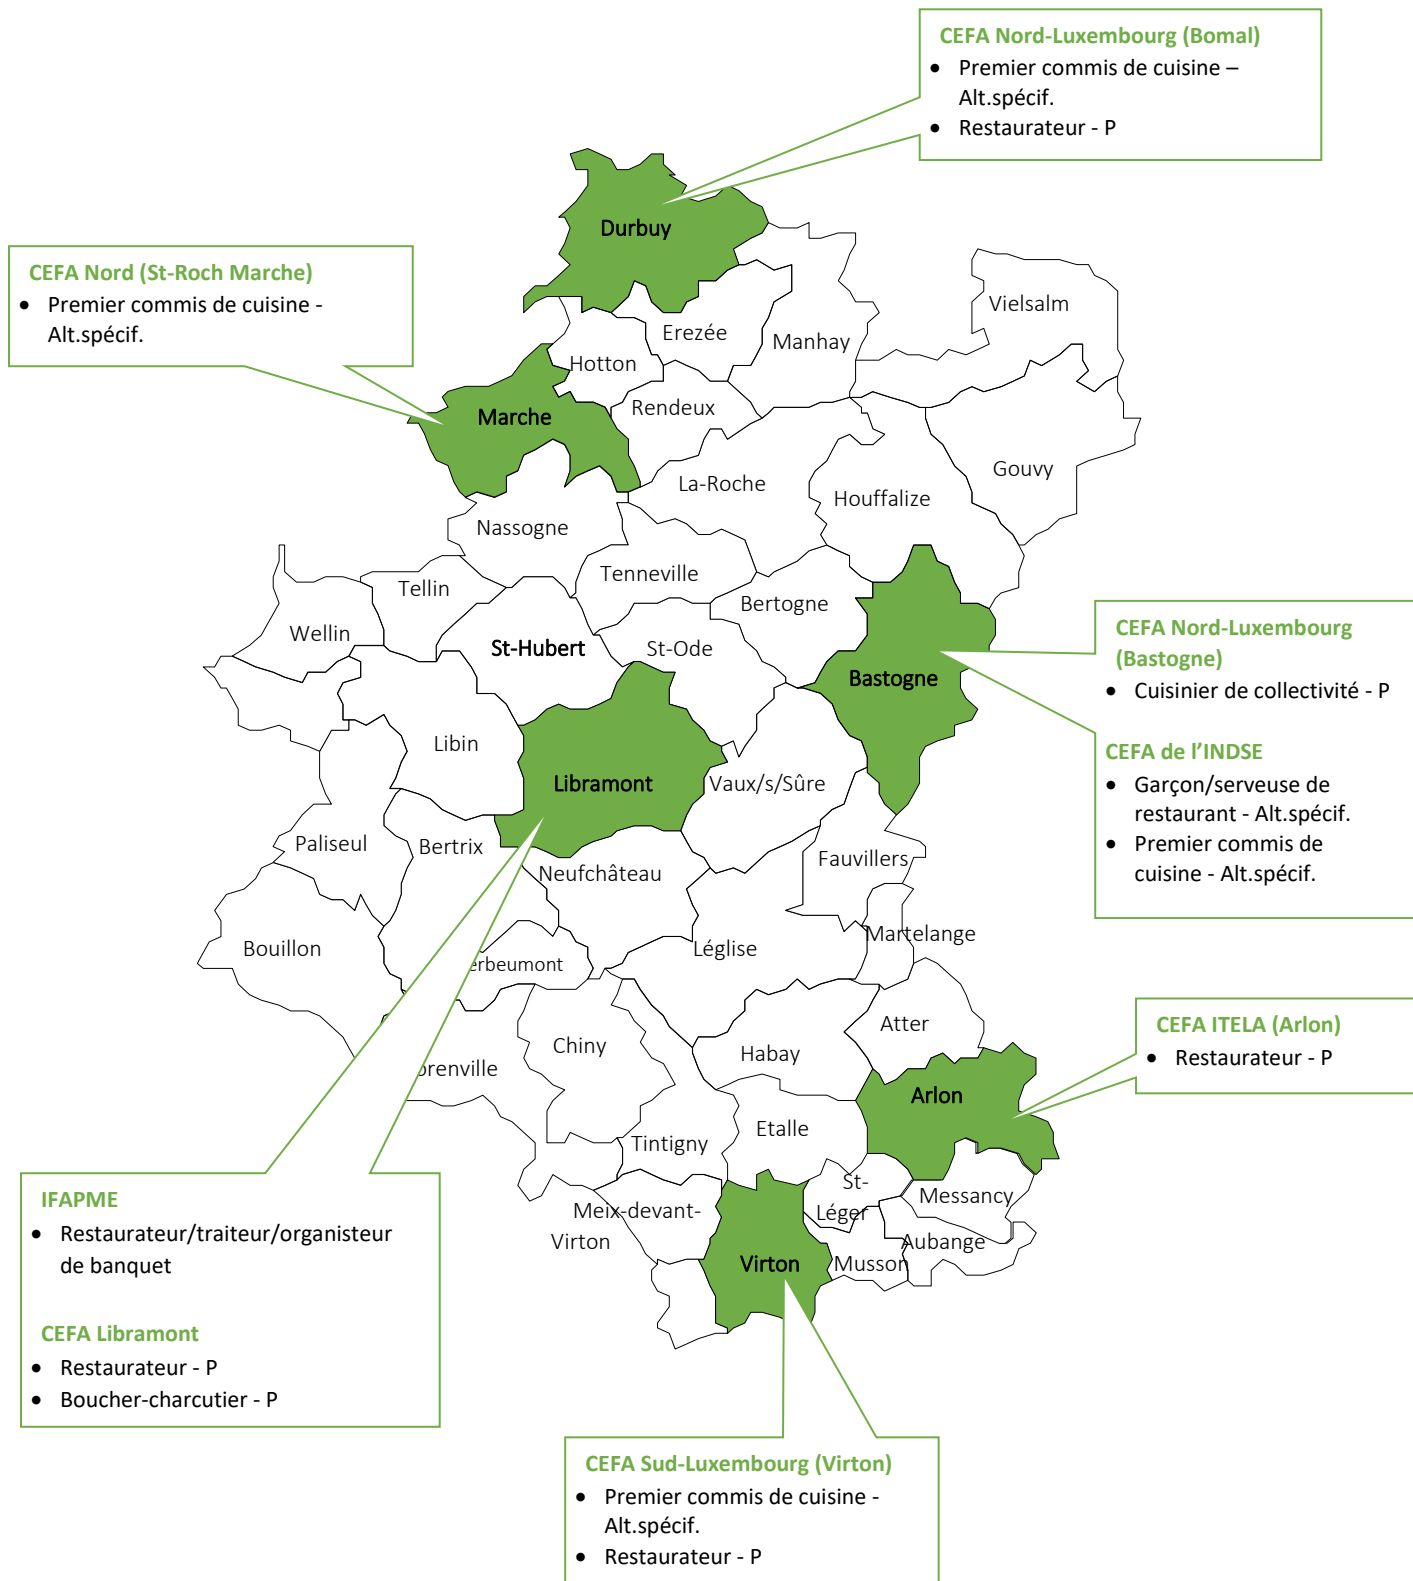 CEFA Nord-Luxembourg (Bomal)
• Premier commis de cuisine –
Alt.spécif.
• Restaurateur - P
CEFA Nord (St-Roch Marche)
• Premier commis de cuisine -
Alt.spécif.
Durbuy
Vielsalm
Erezée
Manhay
Hotton
Marche
Rendeux
Gouvy
La-Roche
Houffalize
Nassogne
Tenneville
Tellin
Bertogne
Wellin
St-Hubert
St-Ode
Bastogne
CEFA Nord-Luxembourg
(Bastogne)
• Cuisinier de collectivité - P
CEFA de l’INDSE
• Garçon/serveuse de
restaurant - Alt.spécif.
• Premier commis de
cuisine - Alt.spécif.
Libin
Libramont
Vaux/s/Sûre
Paliseul
Bertrix
Neufchâteau
Fauvillers
Bouillon
erbeumont
Léglise
Martelange
Atter
Chiny
Habay
orenville
Arlon
CEFA ITELA (Arlon)
• Restaurateur - P
Etalle
Tintigny
St-
Léger
Messancy
Meix-devant-
Virton
Aubange
Virton
Musson
IFAPME
• Restaurateur/traiteur/organisteur
de banquet
CEFA Libramont
• Restaurateur - P
• Boucher-charcutier - P
CEFA Sud-Luxembourg (Virton)
• Premier commis de cuisine -
Alt.spécif.
• Restaurateur - P